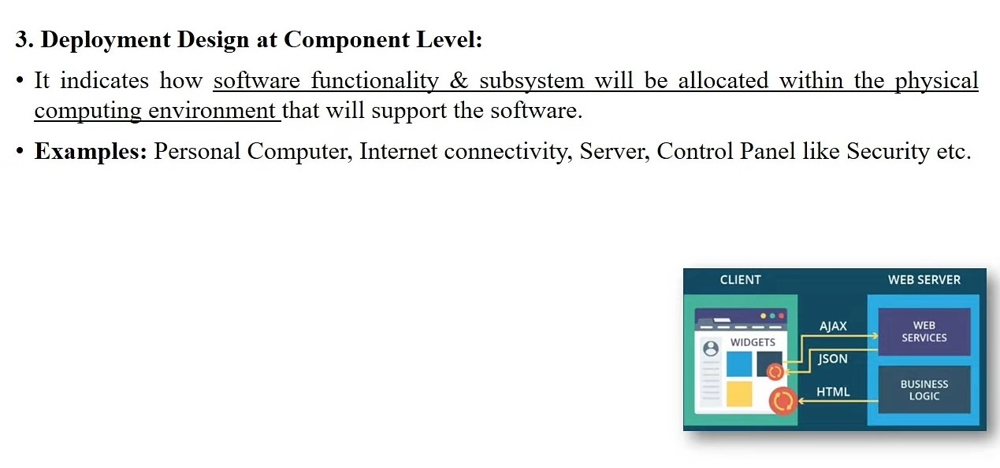 3. Deployment Design at Component Level:
• It indicates how software functionality & subsystem will be allocated within the physical
computing environment that will support the software.
• Examples: Personal Computer, Internet connectivity, Server, Control Panel like Security etc.
CLIENT
WEB SERVER
WIDGETS
AJAX
JSON
HTML
WEB
SERVICES
BUSINESS
LOGIC